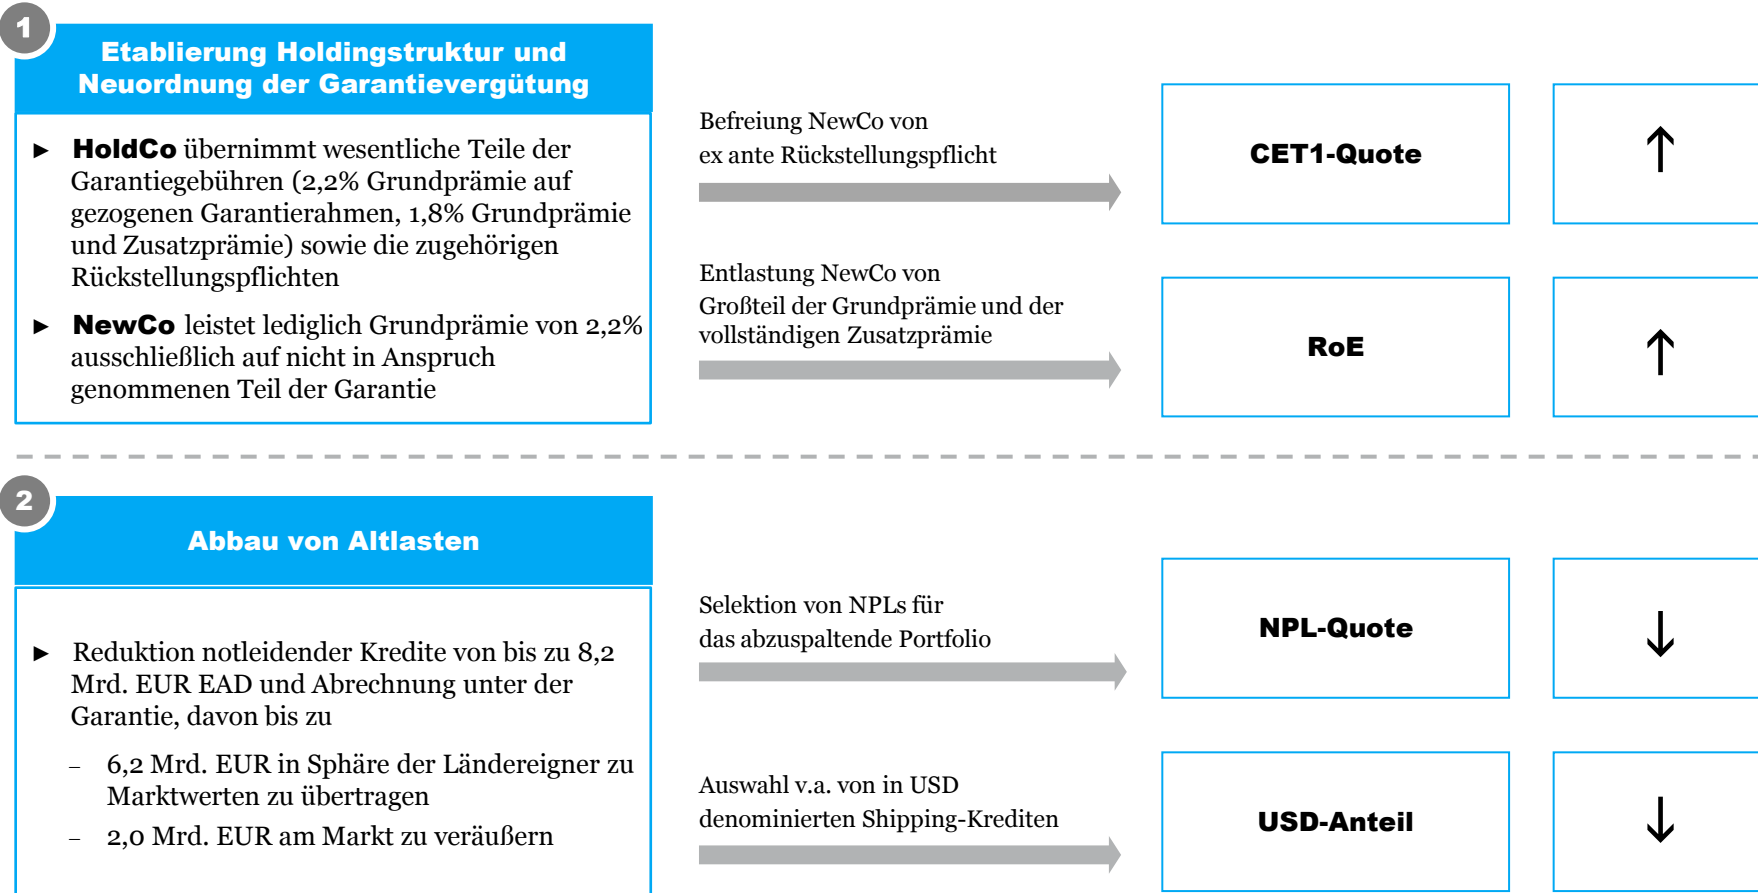 1
Etablierung Holdingstruktur und
Neuordnung der Garantievergütung
► HoldCo übernimmt wesentliche Teile der
Garantiegebühren (2,2% Grundprämie auf
gezogenen Garantierahmen, 1,8% Grundprämie
und Zusatzprämie) sowie die zugehörigen
Rückstellungspflichten
► NewCo leistet lediglich Grundprämie von 2,2%
ausschließlich auf nicht in Anspruch
genommenen Teil der Garantie
Befreiung NewCo von
ex ante Rückstellungspflicht
CET1-Quote
↑
Entlastung NewCo von
Großteil der Grundprämie und der
vollständigen Zusatzprämie
RoE
↑
2
Abbau von Altlasten
► Reduktion notleidender Kredite von bis zu 8,2
Mrd. EUR EAD und Abrechnung unter der
Garantie, davon bis zu
– 6,2 Mrd. EUR in Sphäre der Ländereigner zu
Marktwerten zu übertragen
– 2,0 Mrd. EUR am Markt zu veräußern
Selektion von NPLs für
das abzuspaltende Portfolio
NPL-Quote
↓
Auswahl v.a. von in USD
denominierten Shipping-Krediten
USD-Anteil
↓